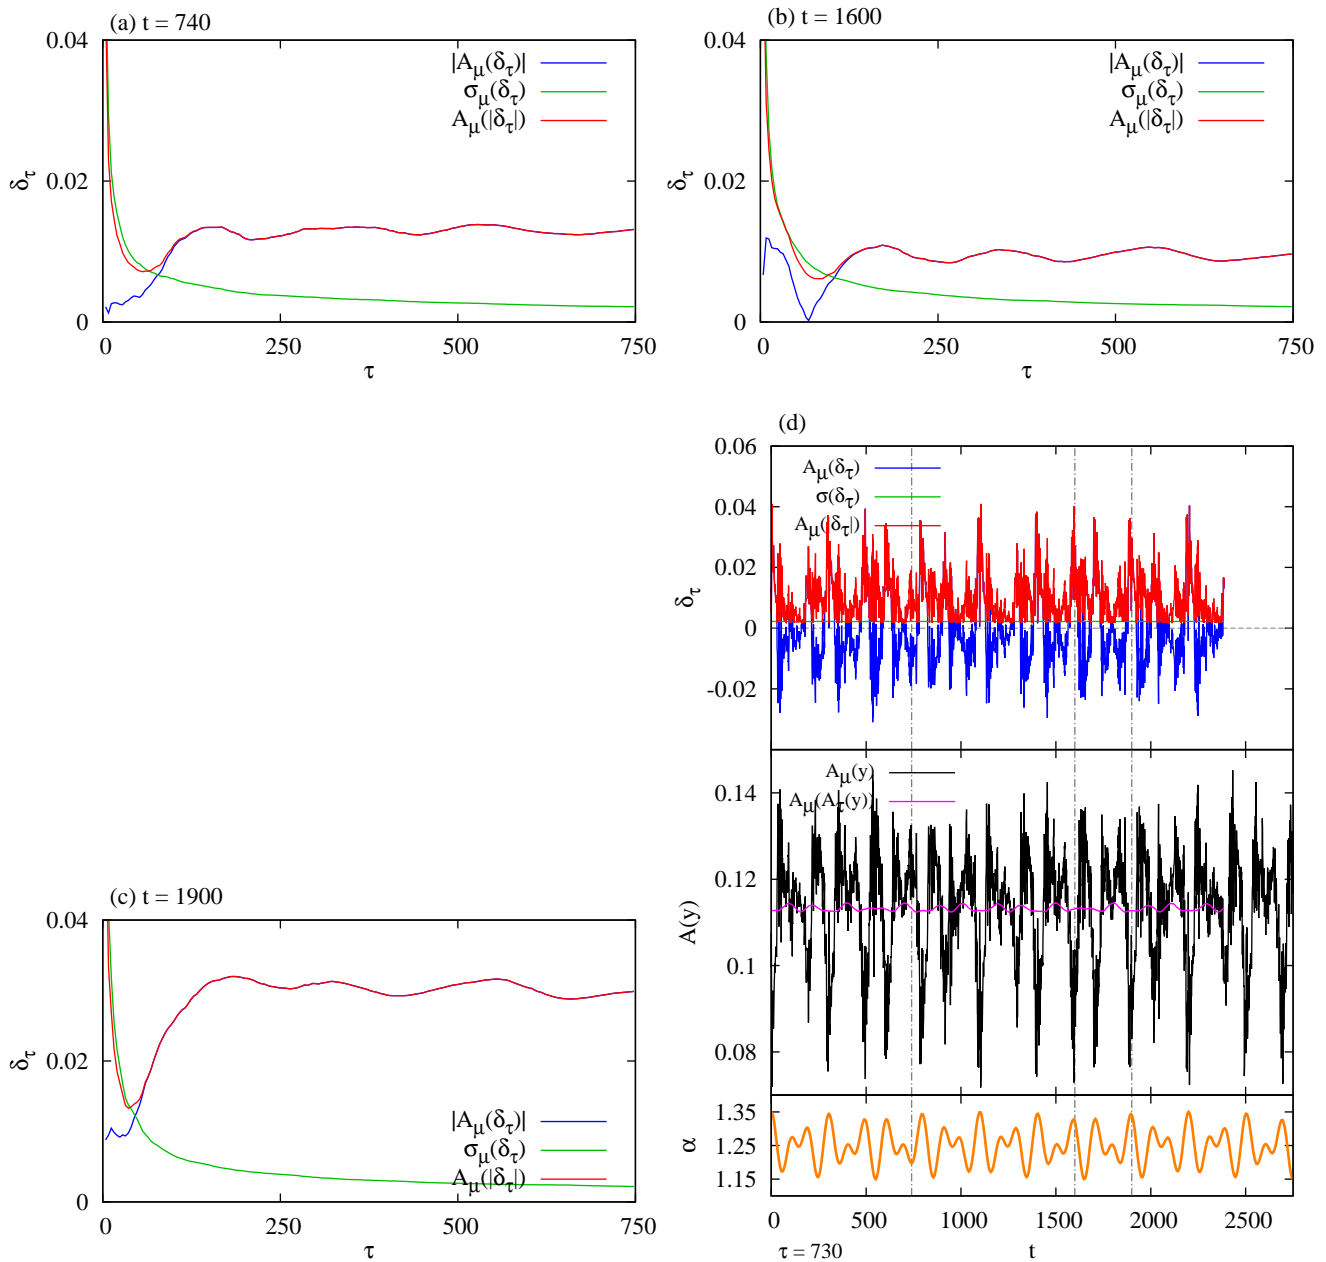 (a) t = 740
0.04
0.02
0
δτ
|Aμ(δτ)|
σμ(δτ)
Aμ(|δτ|)
0 250 500 750
τ
(b) t = 1600
0.04
0.02
0
δτ
|Aμ(δτ)|
σμ(δτ)
Aμ(|δτ|)
0 250 500 750
τ
(c) t = 1900
0.04
0.02
0
δτ
|Aμ(δτ)|
σμ(δτ)
Aμ(|δτ|)
0 250 500 750
τ
(d)
0.06
0.04
0.02
0
-0.02
δτ
Aμ(δτ)
σ(δτ)
Aμ(δτ|)
0.14
0.12
0.1
0.08
A(y)
Aμ(y)
Aμ(Aτ(y))
1.35
1.25
1.15
α
0 500 1000 1500 2000 2500
τ = 730 t